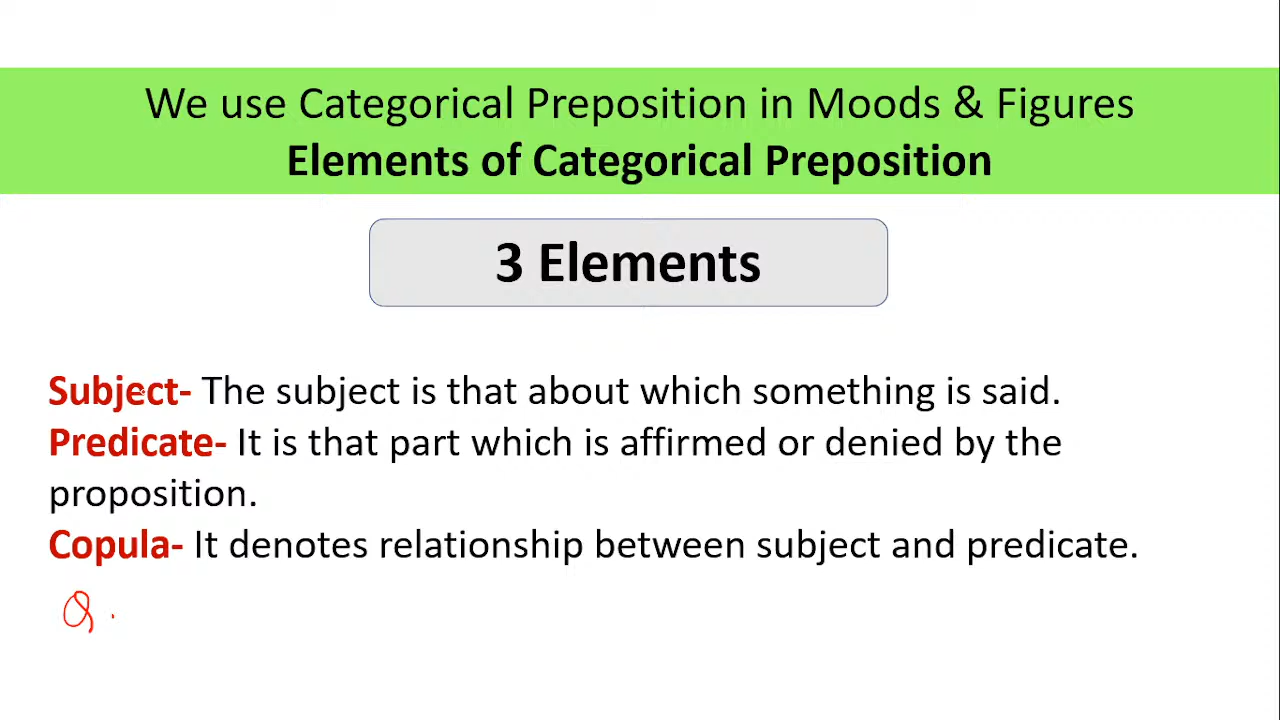 We use Categorical Preposition in Moods & Figures
Elements of Categorical Preposition
3 Elements
Subject- The subject is that about which something is said.
Predicate- It is that part which is affirmed or denied by the
proposition.
Copula- It denotes relationship between subject and predicate.
Q.